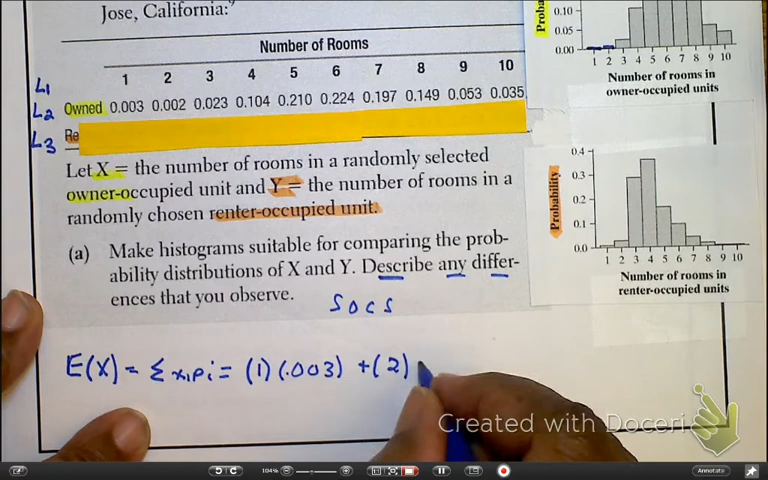 Jose, California:9
Number of Rooms
1 2 3 4 5 6 7 8 9 10
L1
L2 Owned 0.003 0.002 0.023 0.104 0.210 0.224 0.197 0.149 0.053 0.035
L3 Re
Let X = the number of rooms in a randomly selected
owner-occupied unit and Y = the number of rooms in a
randomly chosen renter-occupied unit.
(a) Make histograms suitable for comparing the prob-
ability distributions of X and Y. Describe any differ-
ences that you observe.
SOCS
E(X) = Σ xipi = (1)(.003) + (2)
Proba
0.10
0.05
0.00
1 2 3 4 5 6 7 8 9 10
Number of rooms in
owner-occupied units
Probability
0.4
0.3
0.2
0.1
0.0
1 2 3 4 5 6 7 8 9 10
Number of rooms in
renter-occupied units
Created with Doceri
104%
Annotate